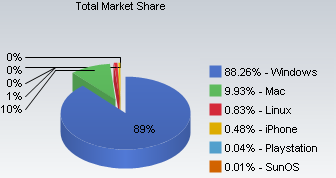 Total Market Share
0%
0%
0%
1%
10%
89%
88.26% - Windows
9.93% - Mac
0.83% - Linux
0.48% - iPhone
0.04% - Playstation
0.01% - SunOS